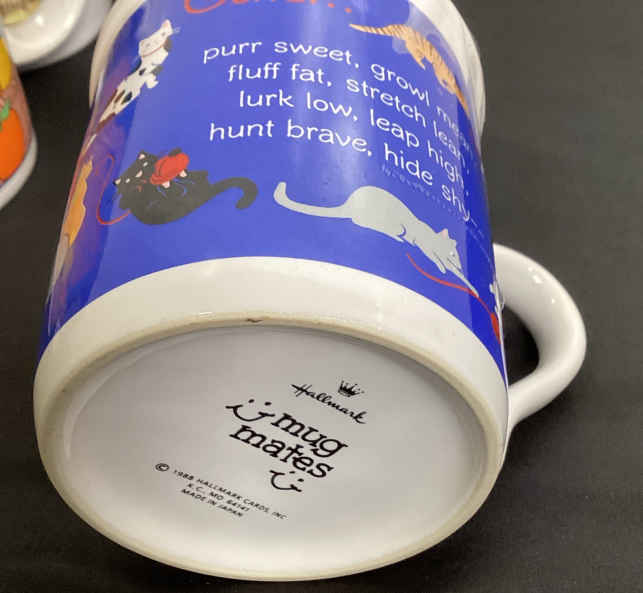 purr sweet, growl mean,
fluff fat, stretch lean,
lurk low, leap high,
hunt brave, hide shy
Hallmark
mug
mates
© 1988 HALLMARK CARDS, INC
K.C., MO 64141
MADE IN JAPAN